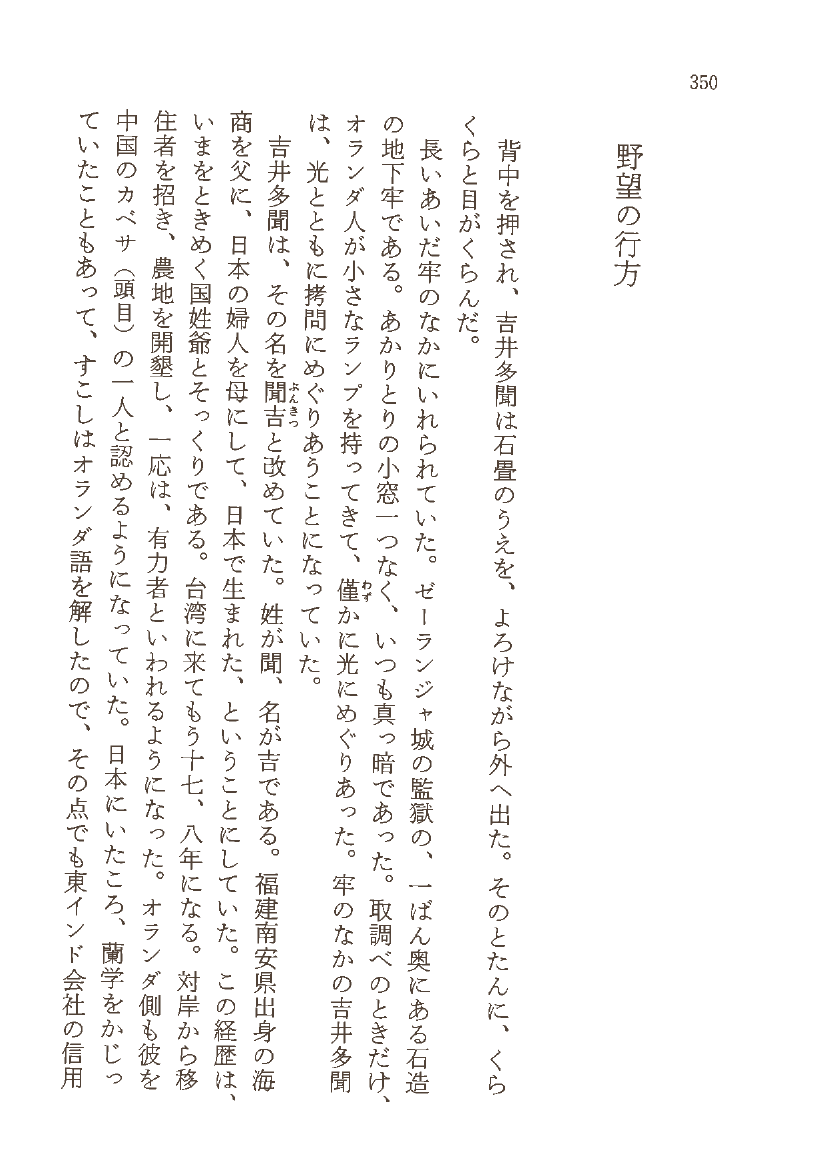 350
野望の行方
背中を押され、吉井多聞は石畳のうえを、よろけながら外へ出た。そのとたんに、くら
くらと目がくらんだ。
長いあいだ牢のなかにいれられていた。ゼーランジャ城の監獄の、一ばん奥にある石造
の地下牢である。あかりとりの小窓一つなく、いつも真っ暗であった。取調べのときだけ、
オランダ人が小さなランプを持ってきて、僅かに光にめぐりあった。牢のなかの吉井多聞
わず
は、光とともに拷問にめぐりあうことになっていた。
吉井多聞は、その名を聞吉と改めていた。姓が聞、名が吉である。福建南安県出身の海
ぶんきつ
商を父に、日本の婦人を母にして、日本で生まれた、ということにしていた。この経歴は、
いまをときめく国姓爺とそっくりである。台湾に来てもう十七、八年になる。対岸から移
住者を招き、農地を開墾し、一応は、有力者といわれるようになった。オランダ側も彼を
中国のカベサ（頭目）の一人と認めるようになっていた。日本にいたころ、蘭学をかじっ
ていたこともあって、すこしはオランダ語を解したので、その点でも東インド会社の信用